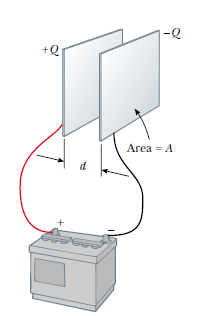 +Q
-Q
Area = A
d
+
−